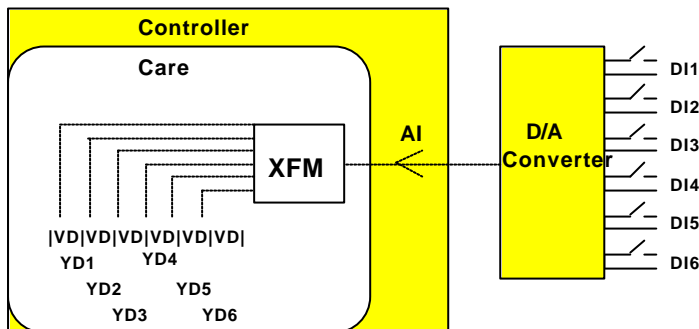 Controller
Care
XFM
AI
D/A
Converter
DI1
DI2
DI3
DI4
DI5
DI6
|VD|VD|VD|VD|VD|VD|VD|
YD1
YD4
YD2
YD5
YD3
YD6